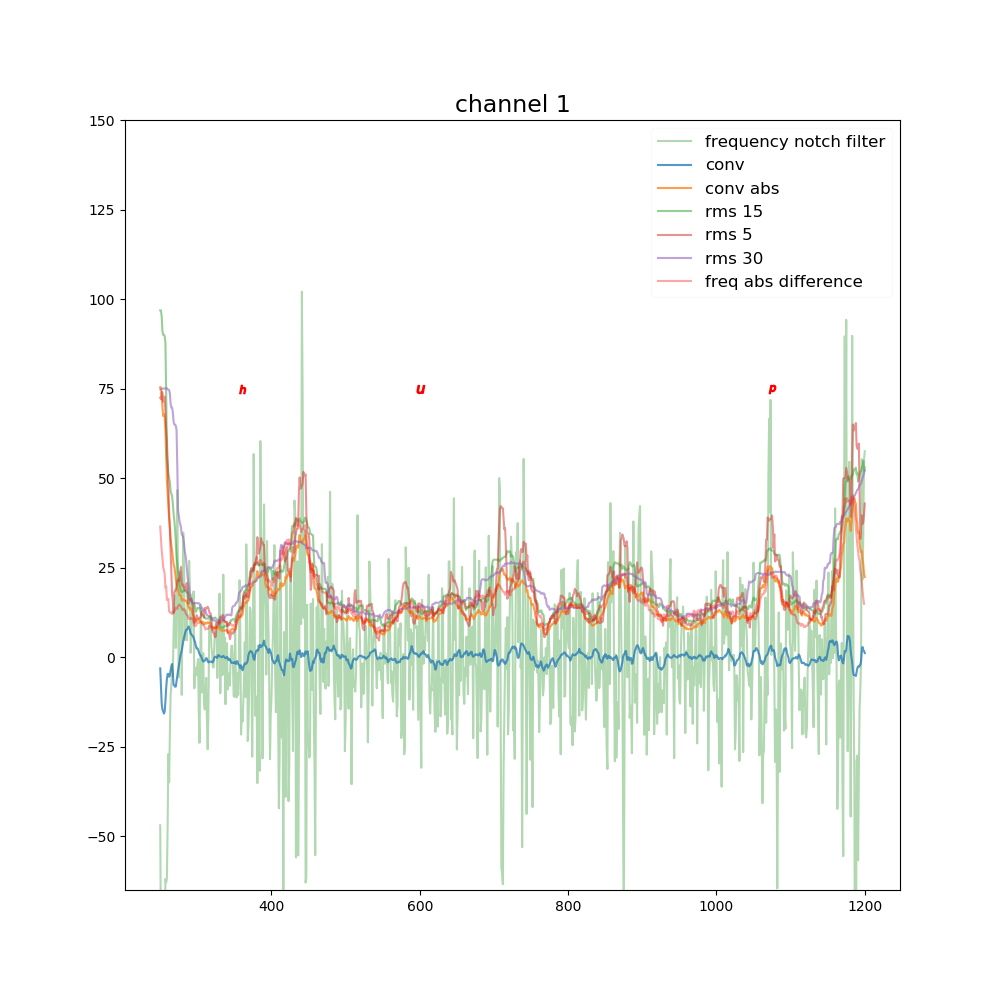 channel 1
150
125
100
75
50
25
0
−25
−50
frequency notch filter
conv
conv abs
rms 15
rms 5
rms 30
freq abs difference
h u p
400 600 800 1000 1200